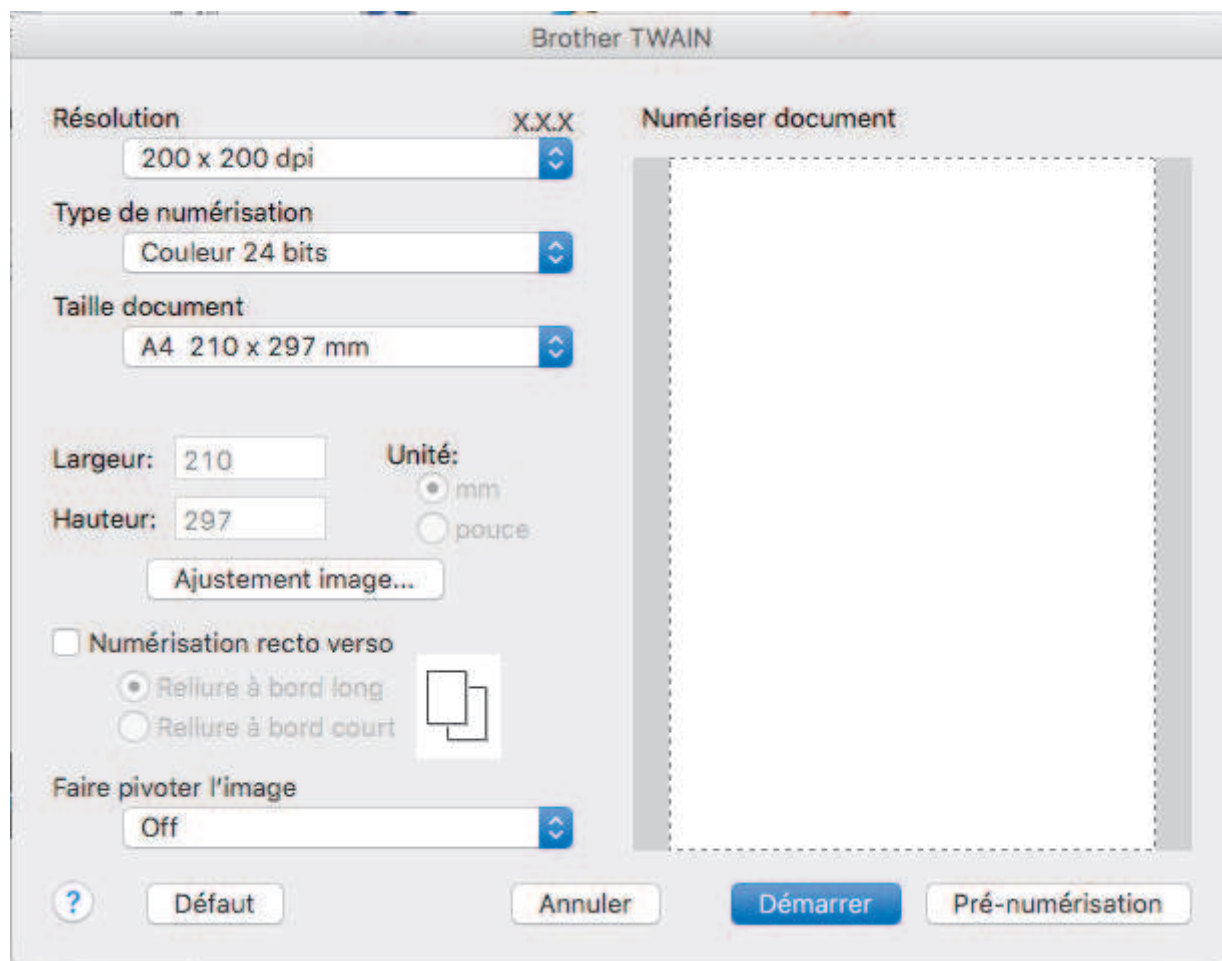 Brother TWAIN
Résolution
X.X.X
200 x 200 dpi
Type de numérisation
Couleur 24 bits
Taille document
A4 210 x 297 mm
Largeur: 210
Unité:
mm
Hauteur: 297
pouce
Ajustement image...
Numérisation recto verso
Reliure à bord long
Reliure à bord court
Faire pivoter l'image
Off
Numériser document
? Défaut Annuler Démarrer Pré-numérisation